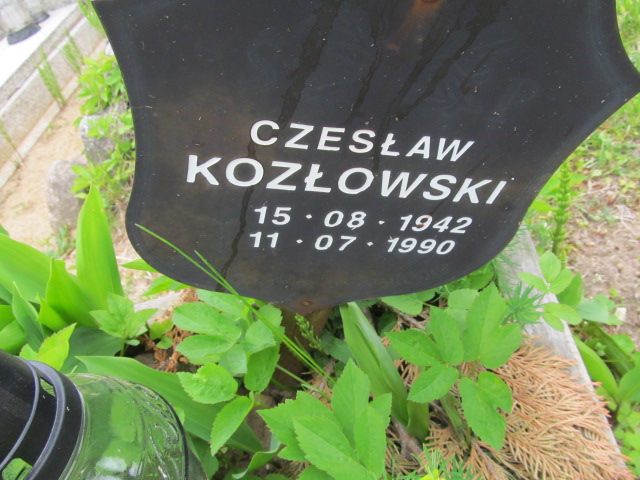 CZESŁAW
KOZŁOWSKI
15 · 08 · 1942
11 · 07 · 1990